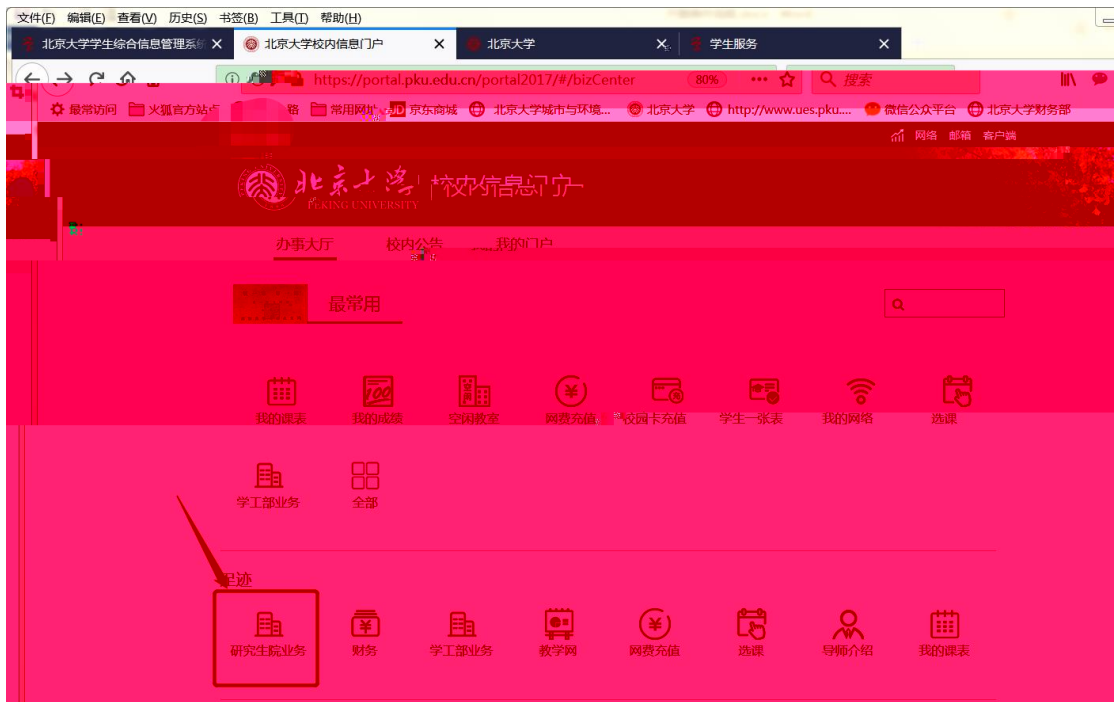 文件(F) 编辑(E) 查看(V) 历史(S) 书签(B) 工具(T) 帮助(H)
北京大学学生综合信息管理系统 北京大学校内信息门户 北京大学 学生服务
https://portal.pku.edu.cn/portal2017/#/bizCenter 80% 搜索
最常访问 火狐官方站点 路 常用网址 JD 京东商城 北京大学城市与环境... 北京大学 http://www.ues.pku.... 微信公众平台 北京大学财务部
网络 邮箱 客户端
北京大学 校内信息门户
PEKING UNIVERSITY
办事大厅 校内公告 我的门户
最常用
我的课表 我的成绩 空闲教室 网费充值 校园卡充值 学生一张表 我的网络 选课
学工部业务 全部
足迹
研究生院业务 财务 学工部业务 教学网 网费充值 选课 导师介绍 我的课表